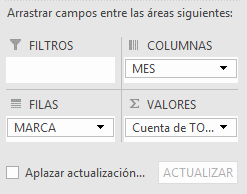 Arrastrar campos entre las áreas siguientes:
FILTROS
COLUMNAS
MES
FILAS
VALORES
MARCA
Cuenta de TO...
Aplazar actualización...
ACTUALIZAR